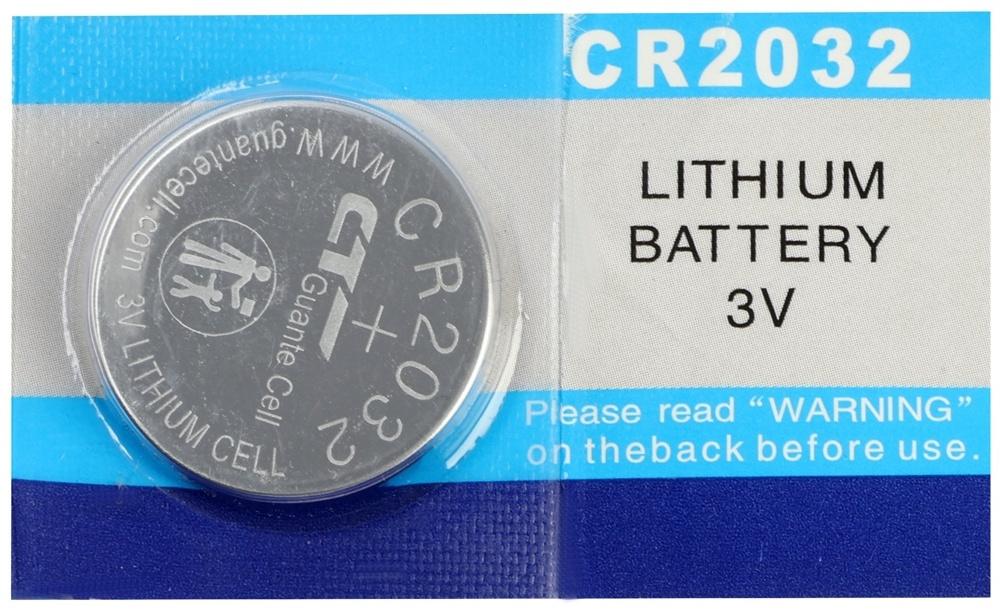 CR2032
LITHIUM
BATTERY
3V
Please read “WARNING”
on theback before use.
CR2032
+
CT
Guante Cell
www.guantecell.com
3V LITHIUM CELL